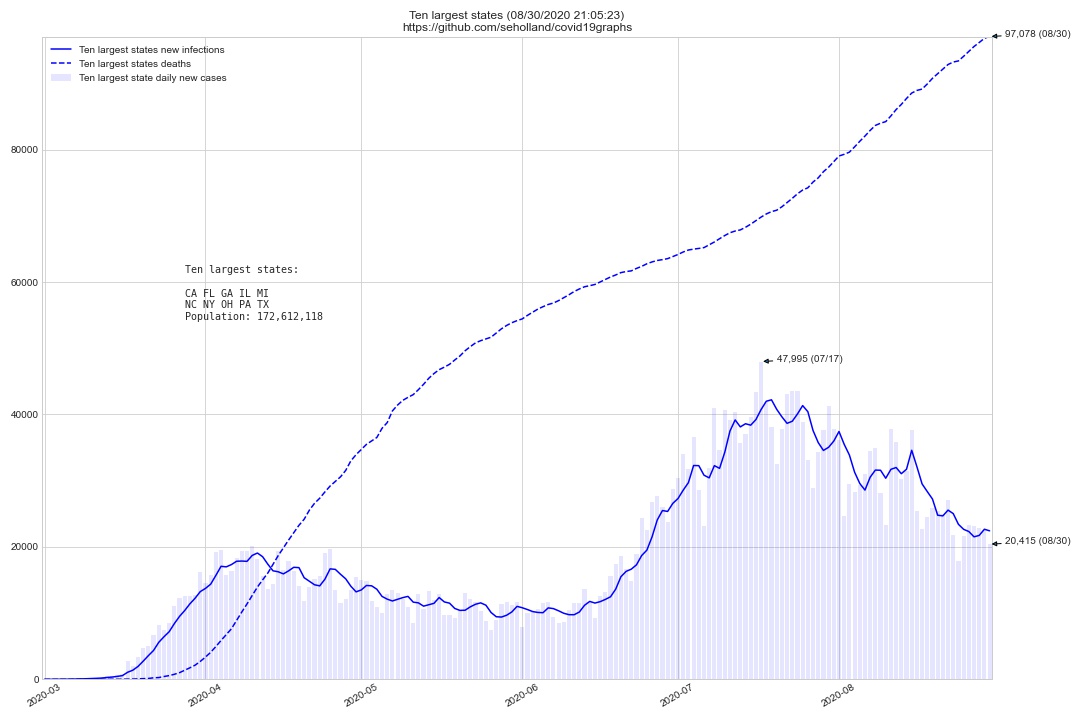 Ten largest states (08/30/2020 21:05:23)
https://github.com/seholland/covid19graphs
97,078 (08/30)
Ten largest states new infections
Ten largest states deaths
Ten largest state daily new cases
80000
Ten largest states:
60000
CA FL GA IL MI
NC NY OH PA TX
Population: 172,612,118
47,995 (07/17)
40000
20000
20,415 (08/30)
0
2020-03
2020-04
2020-05
2020-06
2020-07
2020-08